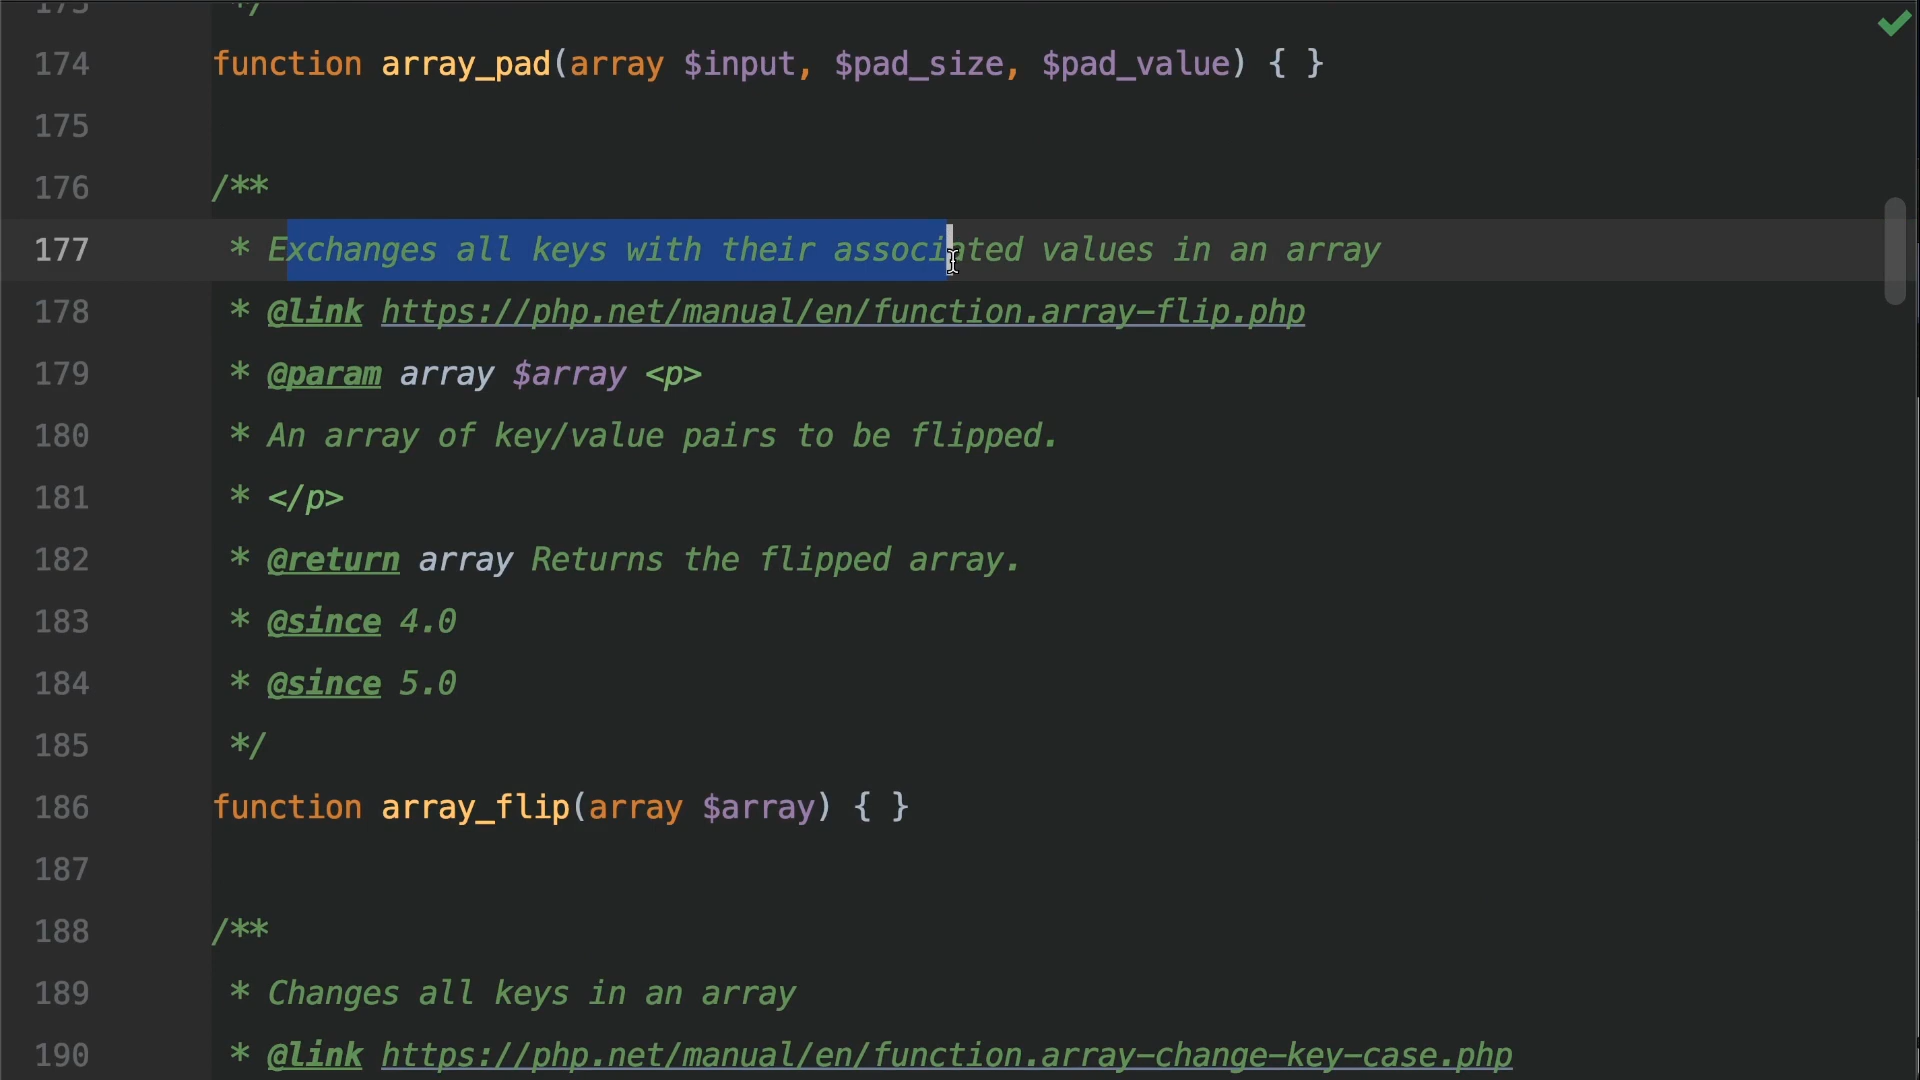 173 */
174 function array_pad(array $input, $pad_size, $pad_value) { }
175
176 /**
177 * Exchanges all keys with their associated values in an array
178 * @link https://php.net/manual/en/function.array-flip.php
179 * @param array $array <p>
180 * An array of key/value pairs to be flipped.
181 * </p>
182 * @return array Returns the flipped array.
183 * @since 4.0
184 * @since 5.0
185 */
186 function array_flip(array $array) { }
187
188 /**
189 * Changes all keys in an array
190 * @link https://php.net/manual/en/function.array-change-key-case.php